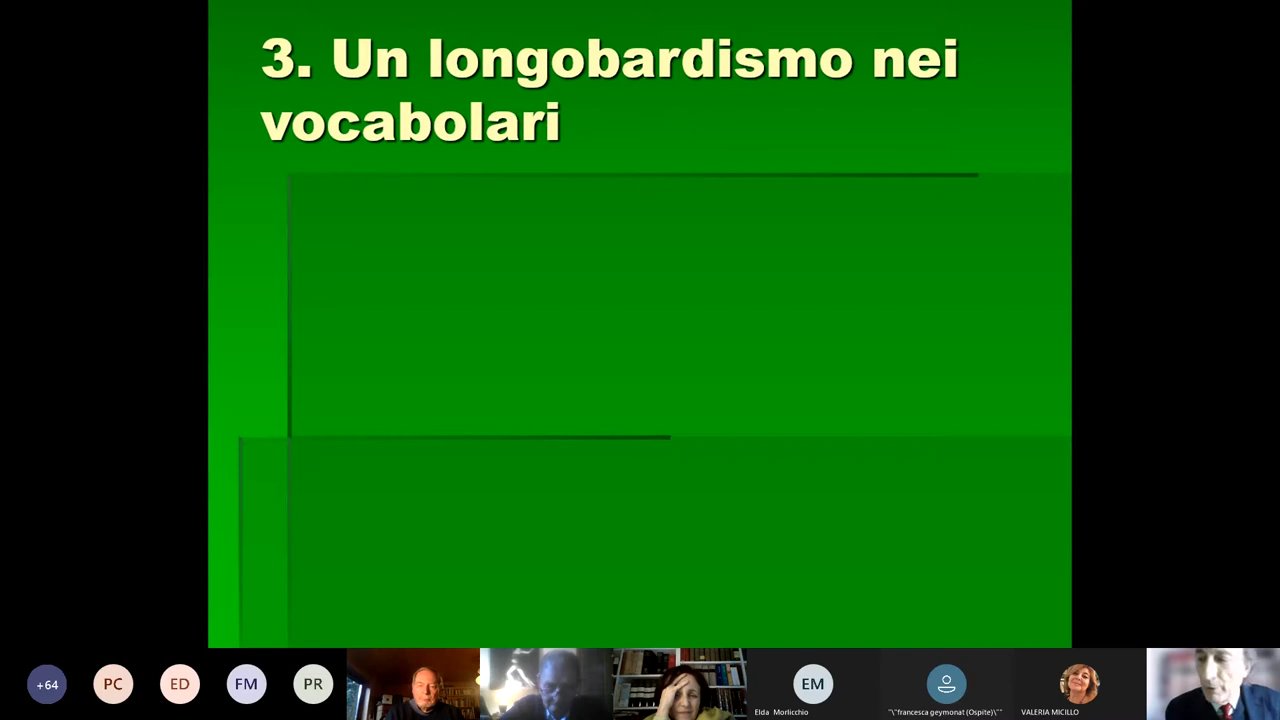 3. Un longobardismo nei
vocabolari
+64
PC
ED
FM
PR
EM
Elda Morlicchio
"\"francesca geymonat (Ospite)\""
VALERIA MICILLO